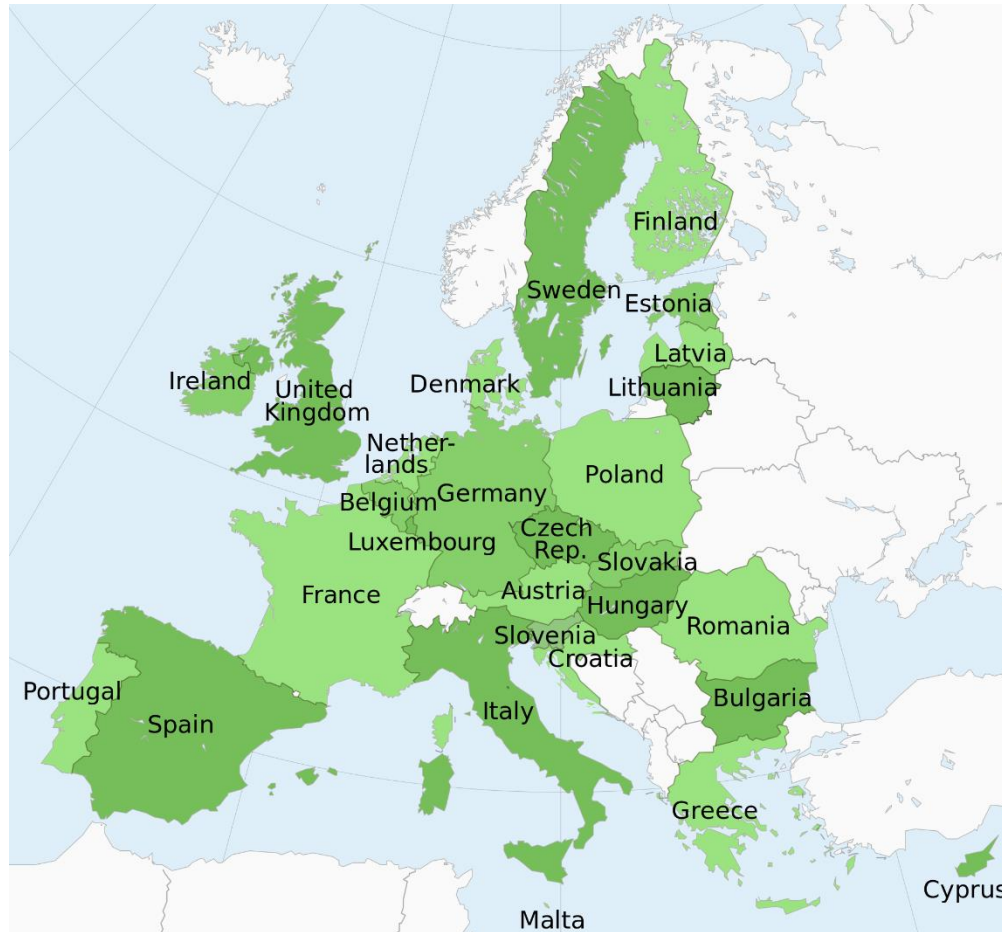 Finland
Sweden
Estonia
Latvia
Lithuania
Denmark
Ireland
United
Kingdom
Nether-
lands
Belgium
Germany
Poland
Luxembourg
Czech
Rep.
Slovakia
France
Austria
Hungary
Slovenia
Croatia
Romania
Portugal
Spain
Italy
Bulgaria
Greece
Cyprus
Malta